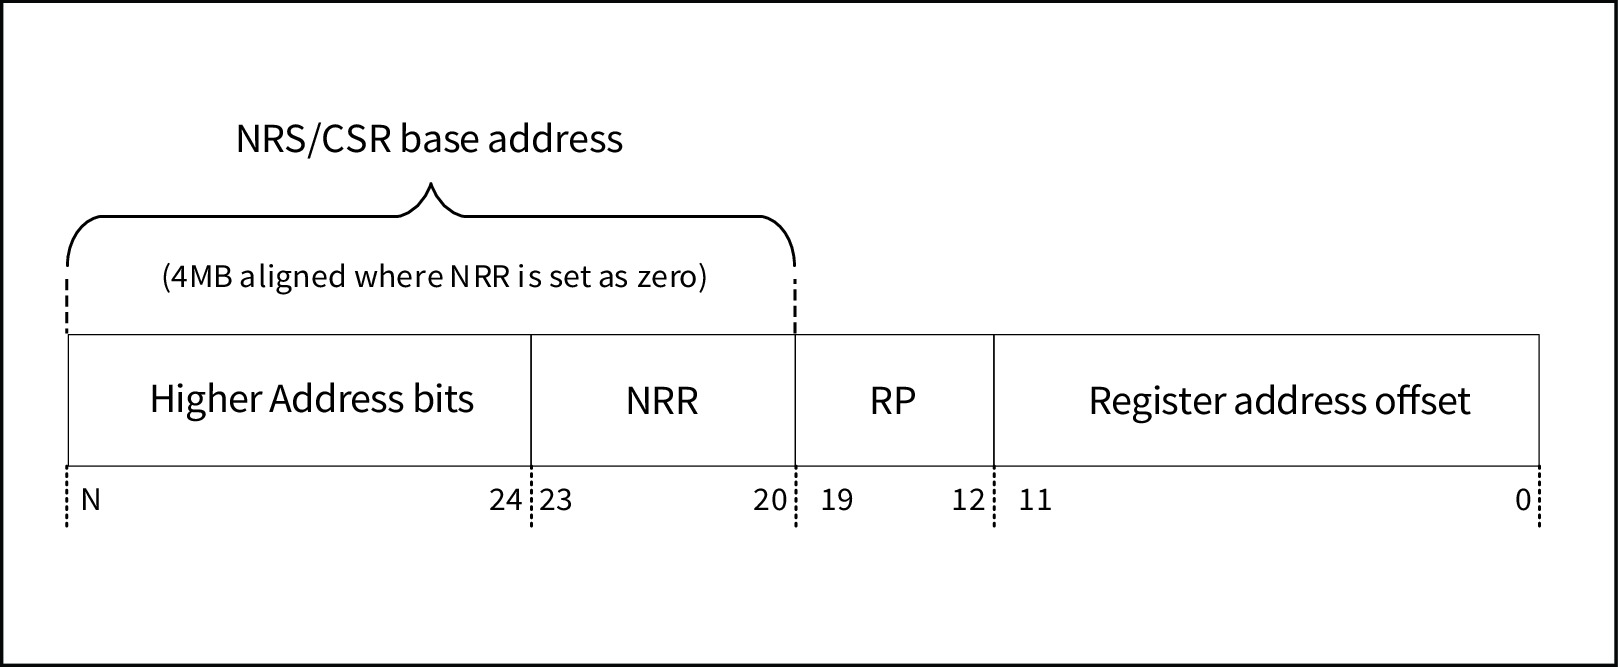 NRS/CSR base address
(4MB aligned where NRR is set as zero)
Higher Address bits NRR RP Register address offset
N 24 23 20 19 12 11 0